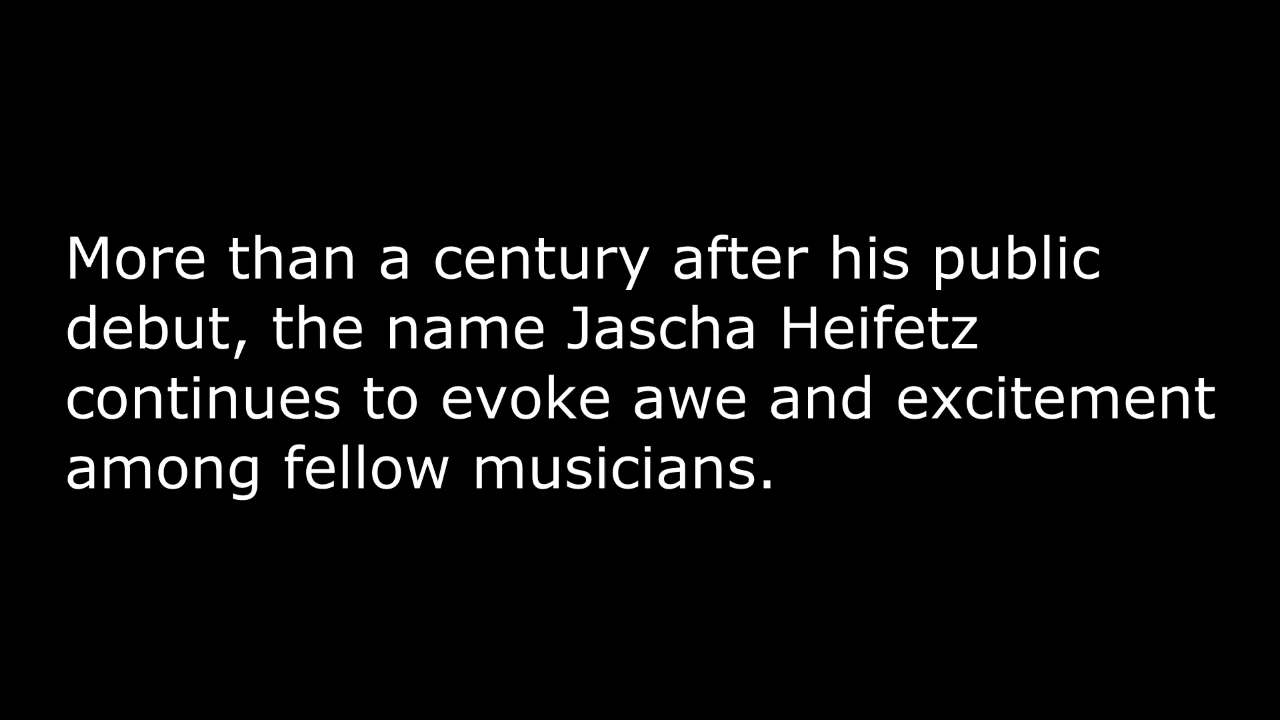 More than a century after his public
debut, the name Jascha Heifetz
continues to evoke awe and excitement
among fellow musicians.